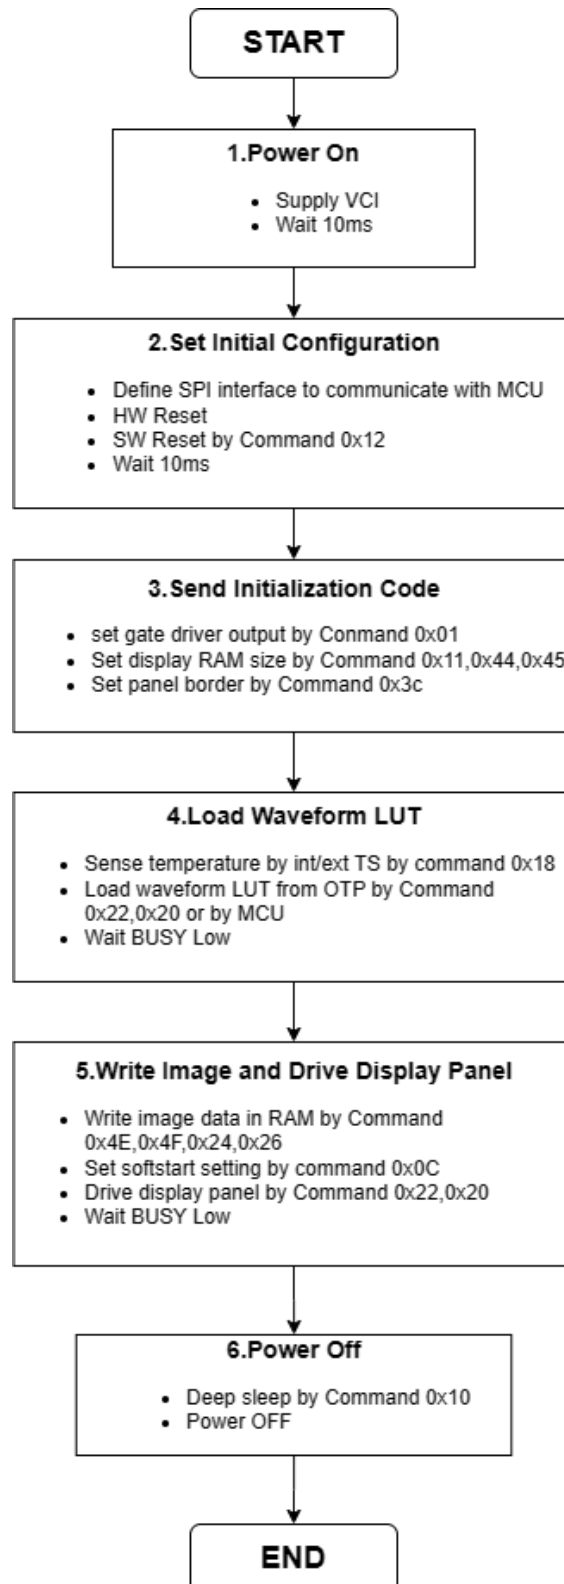 START
1.Power On
• Supply VCI
• Wait 10ms
2.Set Initial Configuration
• Define SPI interface to communicate with MCU
• HW Reset
• SW Reset by Command 0x12
• Wait 10ms
3.Send Initialization Code
• set gate driver output by Conmand 0x01
• Set display RAM size by Command 0x11,0x44,0x45
• Set panel border by Command 0x3c
4.Load Waveform LUT
• Sense temperature by int/ext TS by command 0x18
• Load waveform LUT from OTP by Command
0x22,0x20 or by MCU
• Wait BUSY Low
5.Write Image and Drive Display Panel
• Write image data in RAM by Command
0x4E,0x4F,0x24,0x26
• Set softstart setting by command 0x0C
• Drive display panel by Command 0x22,0x20
• Wait BUSY Low
6.Power Off
• Deep sleep by Command 0x10
• Power OFF
END